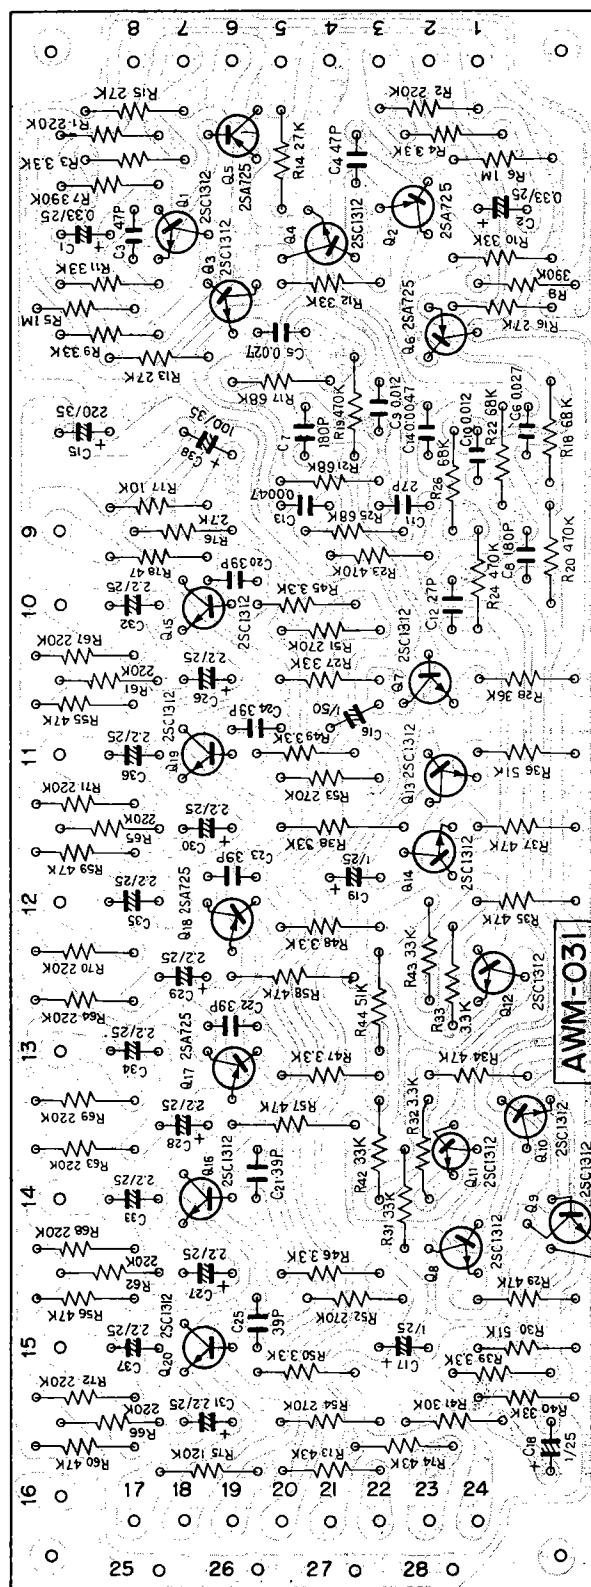 8 7 6 5 4 3 2 1
R15 27K
R1 220K
R3 3.3K
R7 390K
0.33/25
C1
+
47P
C3
Q1
2SC1312
Q5
2SA725
R14 27K
C4 47P
R2 220K
R4 3.3K
R6 1M
Q4
2SC1312
Q2
2SA725
0.33/25
C2
+
R10 33K
390K
R8
R11 33K
R5 1M
R9 33K
R13 27K
Q3
2SC1312
R12 33K
C5 0.027
Q6 2SA725
R16 27K
220/35
C15
+
100/35
C38
+
R17 68K
C7
180P
R19 470K
C9 0.012
C14 0.0047
R26
68K
C10 0.012
R22 68K
C6 0.027
R18 68K
R21 68K
R77 10K
0.0047
C13
27P
C11
9
2.7K
R76
R25 68K
R78 47
R23 470K
C20 39P
R24 470K
C8 180P
R20 470K
10
2.2/25
C32
Q15
2SC1312
R45 3.3K
C12 27P
R67 220K
R51 270K
2SC1312
Q7
220K
R61
2.2/25
C26
+
R27 33K
R28 36K
R55 47K
2SC1312
Q19
C24 39P
1/50
C16
11
2.2/25
C36
R49 3.3K
R36 51K
R53 270K
Q13 2SC1312
R71 220K
220K
R65
2.2/25
C30
+
R38 33K
R37 47K
R59 47K
Q14
2SC1312
C23 39P
1/25
C19
+
12
2.2/25
C35
Q18 2SA725
R35 47K
R48 3.3K
R43 33K
R70 220K
2.2/25
C29
+
R58 47K
R44 51K
R33
3.3K
Q12
2SC1312
AWM-031
R64 220K
C22 39P
13
2.2/25
C34
Q17 2SA725
R47 3.3K
R34 47K
R69 220K
2.2/25
C28
+
R57 47K
R32 3.3K
Q10
2SC1312
R63 220K
R42 33K
Q11
2SC1312
Q16
2SC1312
C21 39P
R31 33K
14
2.2/25
C33
Q9
2SC1312
R68 220K
220K
R62
2.2/25
C27
+
R46 3.3K
Q8
2SC1312
R56 47K
2SC1312
Q20
C25
39P
R52 270K
R29 47K
15
2.2/25
C37
1/25
C17
+
R30 51K
R50 3.3K
R39 3.3K
R72 220K
R40
33K
220K
R66
C31 2.2/25
+
R54 270K
R41 30K
R60 47K
R15 120K
R13 43K
R14 43K
C18
1/25
+
16
17 18 19 20 21 22 23 24
25 26 27 28